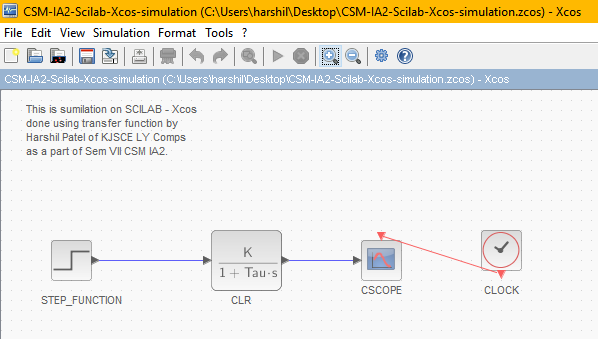 CSM-IA2-Scilab-Xcos-simulation (C:\Users\harshil\Desktop\CSM-IA2-Scilab-Xcos-simulation.zcos) - Xcos
File Edit View Simulation Format Tools ?
CSM-IA2-Scilab-Xcos-simulation (C:\Users\harshil\Desktop\CSM-IA2-Scilab-Xcos-simulation.zcos) - Xcos
This is sumilation on SCILAB - Xcos
done using transfer function by
Harshil Patel of KJSCE LY Comps
as a part of Sem VII CSM IA2.
K
1 + Tau·s
STEP_FUNCTION CLR CSCOPE CLOCK